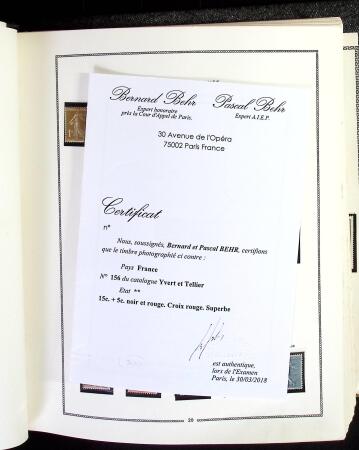 Bernard Behr Pascal Behr
Expert honoraire Expert A.I.E.P.
près la Cour d'Appel de Paris.
30 Avenue de l'Opéra
75002 Paris France
Certificat
n°
Nous, soussignés, Bernard et Pascal BEHR, certifions
que le timbre photographié ci contre :
Pays France
N° 156 du catalogue Yvert et Tellier
Etat **
15c. + 5c. noir et rouge. Croix rouge. Superbe
est authentique,
lors de l'Examen
Paris, le 30/03/2018
20